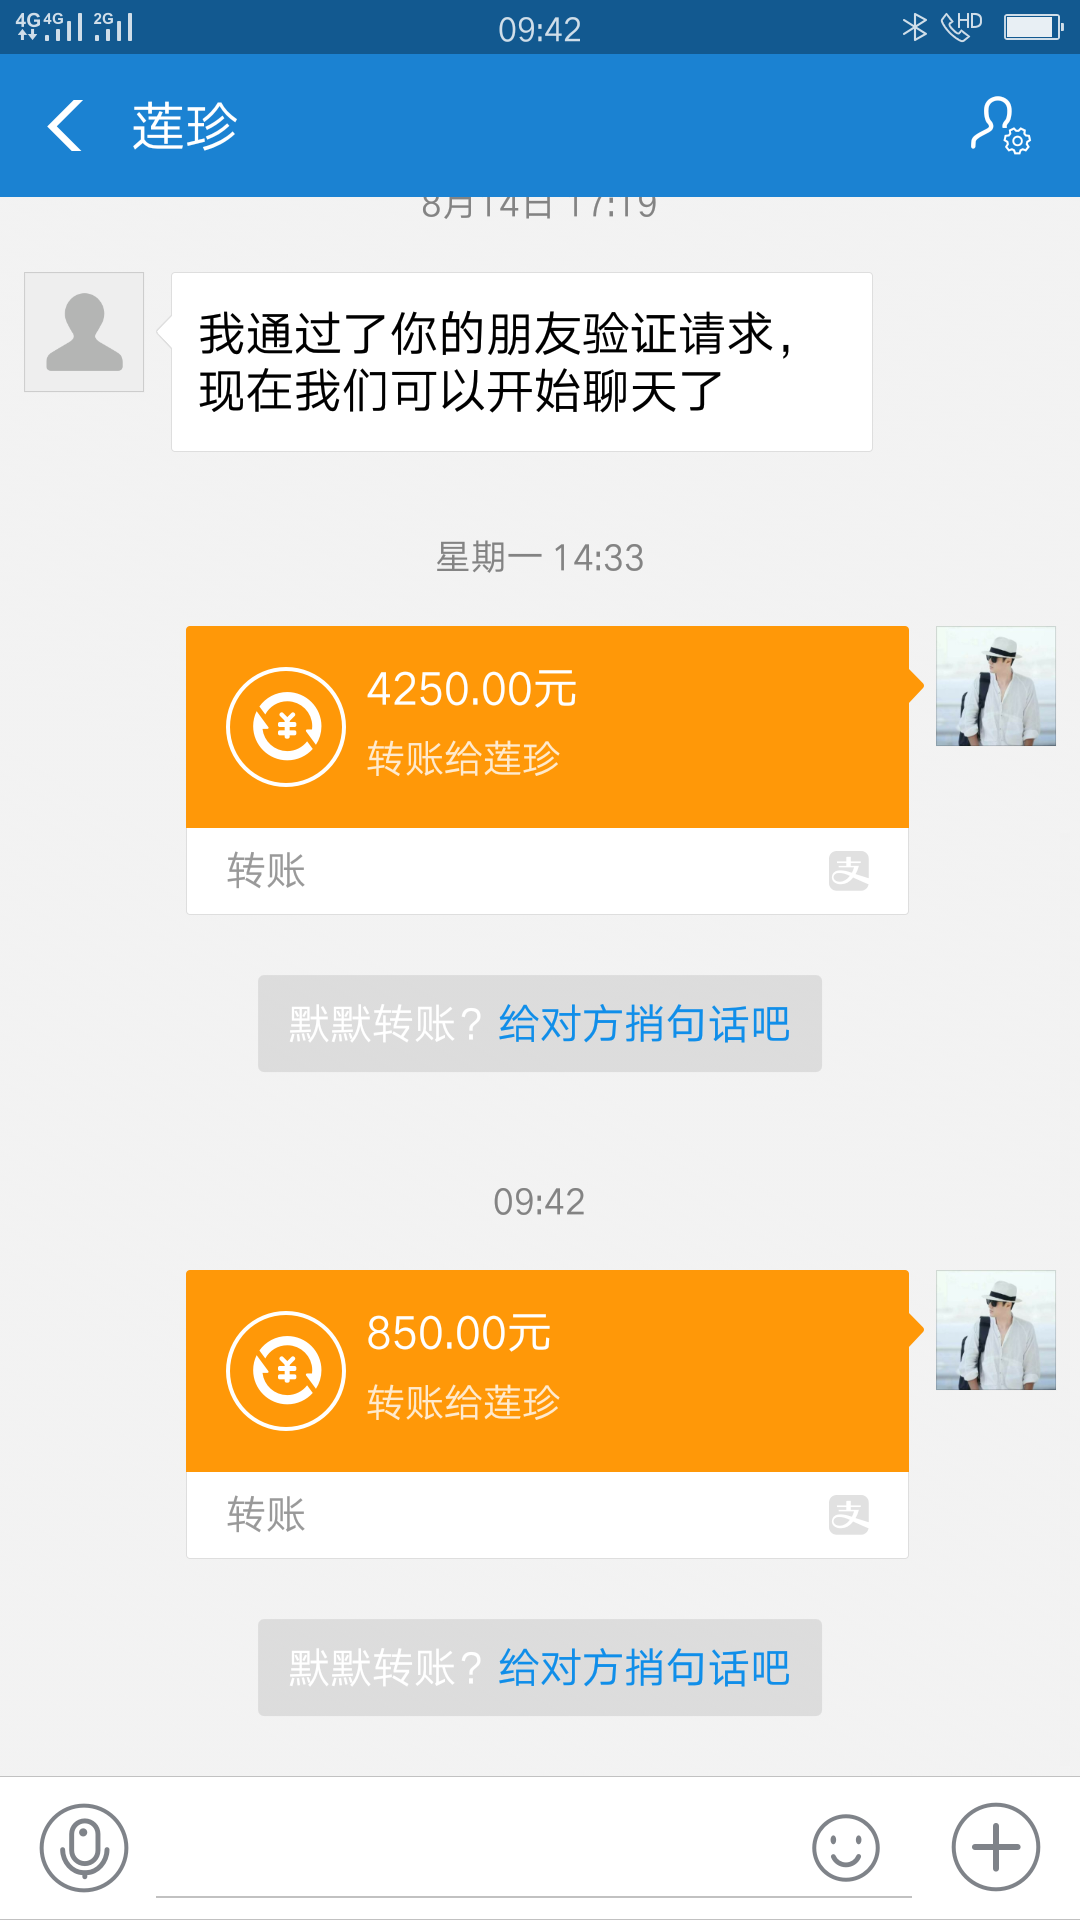 4G 4G 2G 09:42 HD
莲珍
8月14日 17:19
我通过了你的朋友验证请求，
现在我们可以开始聊天了
星期一 14:33
4250.00元
转账给莲珍
转账
支
默默转账？给对方捎句话吧
09:42
850.00元
转账给莲珍
转账
支
默默转账？给对方捎句话吧